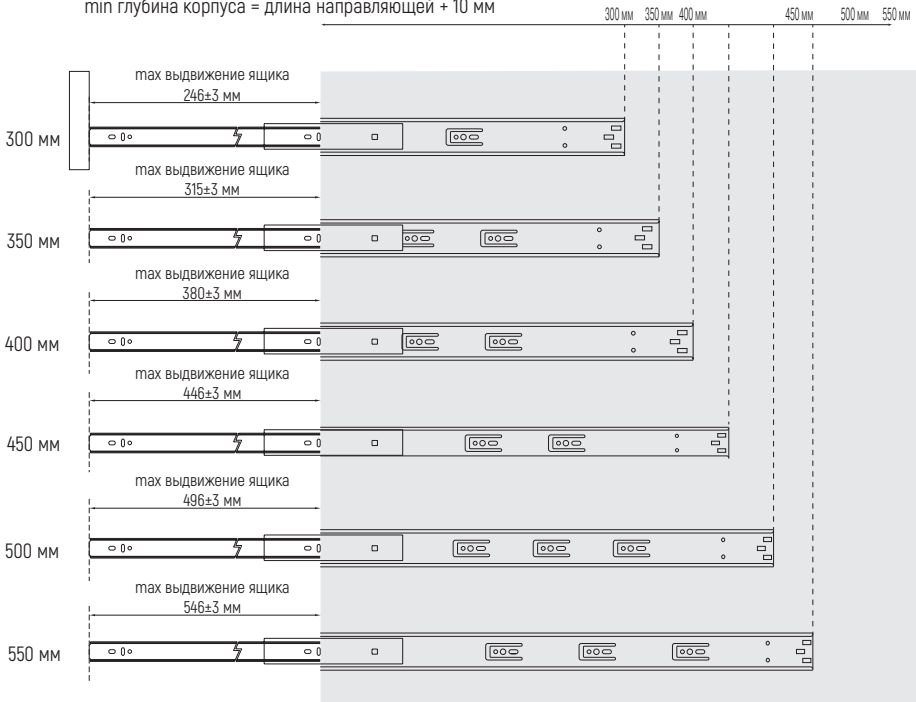 min глубина корпуса = длина направляющей + 10 мм
300 мм 350 мм 400 мм 450 мм 500 мм 550 мм
max выдвижение ящика
246±3 мм
300 мм
max выдвижение ящика
315±3 мм
350 мм
max выдвижение ящика
380±3 мм
400 мм
max выдвижение ящика
446±3 мм
450 мм
max выдвижение ящика
496±3 мм
500 мм
max выдвижение ящика
546±3 мм
550 мм